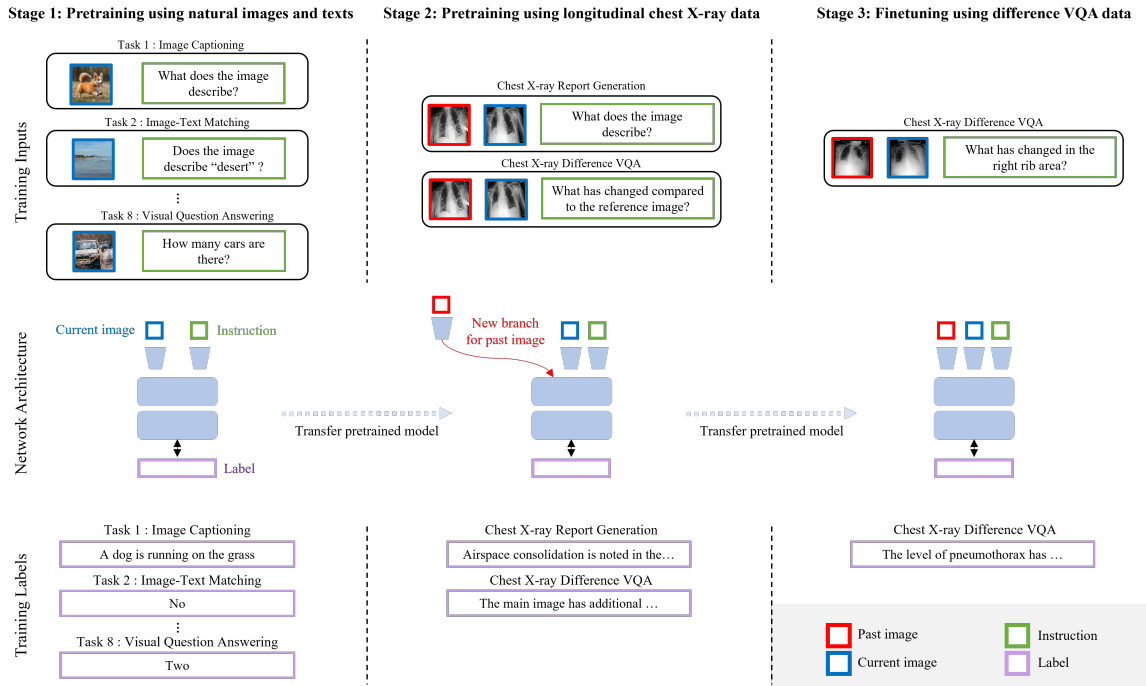 Stage 1: Pretraining using natural images and texts
Stage 2: Pretraining using longitudinal chest X-ray data
Stage 3: Finetuning using difference VQA data
Training Inputs
Task 1 : Image Captioning
What does the image
describe?
Task 2 : Image-Text Matching
Does the image
describe “desert” ?
⋮
Task 8 : Visual Question Answering
How many cars are
there?
Chest X-ray Report Generation
What does the image
describe?
Chest X-ray Difference VQA
What has changed compared
to the reference image?
Chest X-ray Difference VQA
What has changed in the
right rib area?
Network Architecture
Current image
Instruction
Label
Transfer pretrained model
New branch
for past image
Transfer pretrained model
Training Labels
Task 1 : Image Captioning
A dog is running on the grass
Task 2 : Image-Text Matching
No
⋮
Task 8 : Visual Question Answering
Two
Chest X-ray Report Generation
Airspace consolidation is noted in the…
Chest X-ray Difference VQA
The main image has additional …
Chest X-ray Difference VQA
The level of pneumothorax has …
Past image
Instruction
Current image
Label